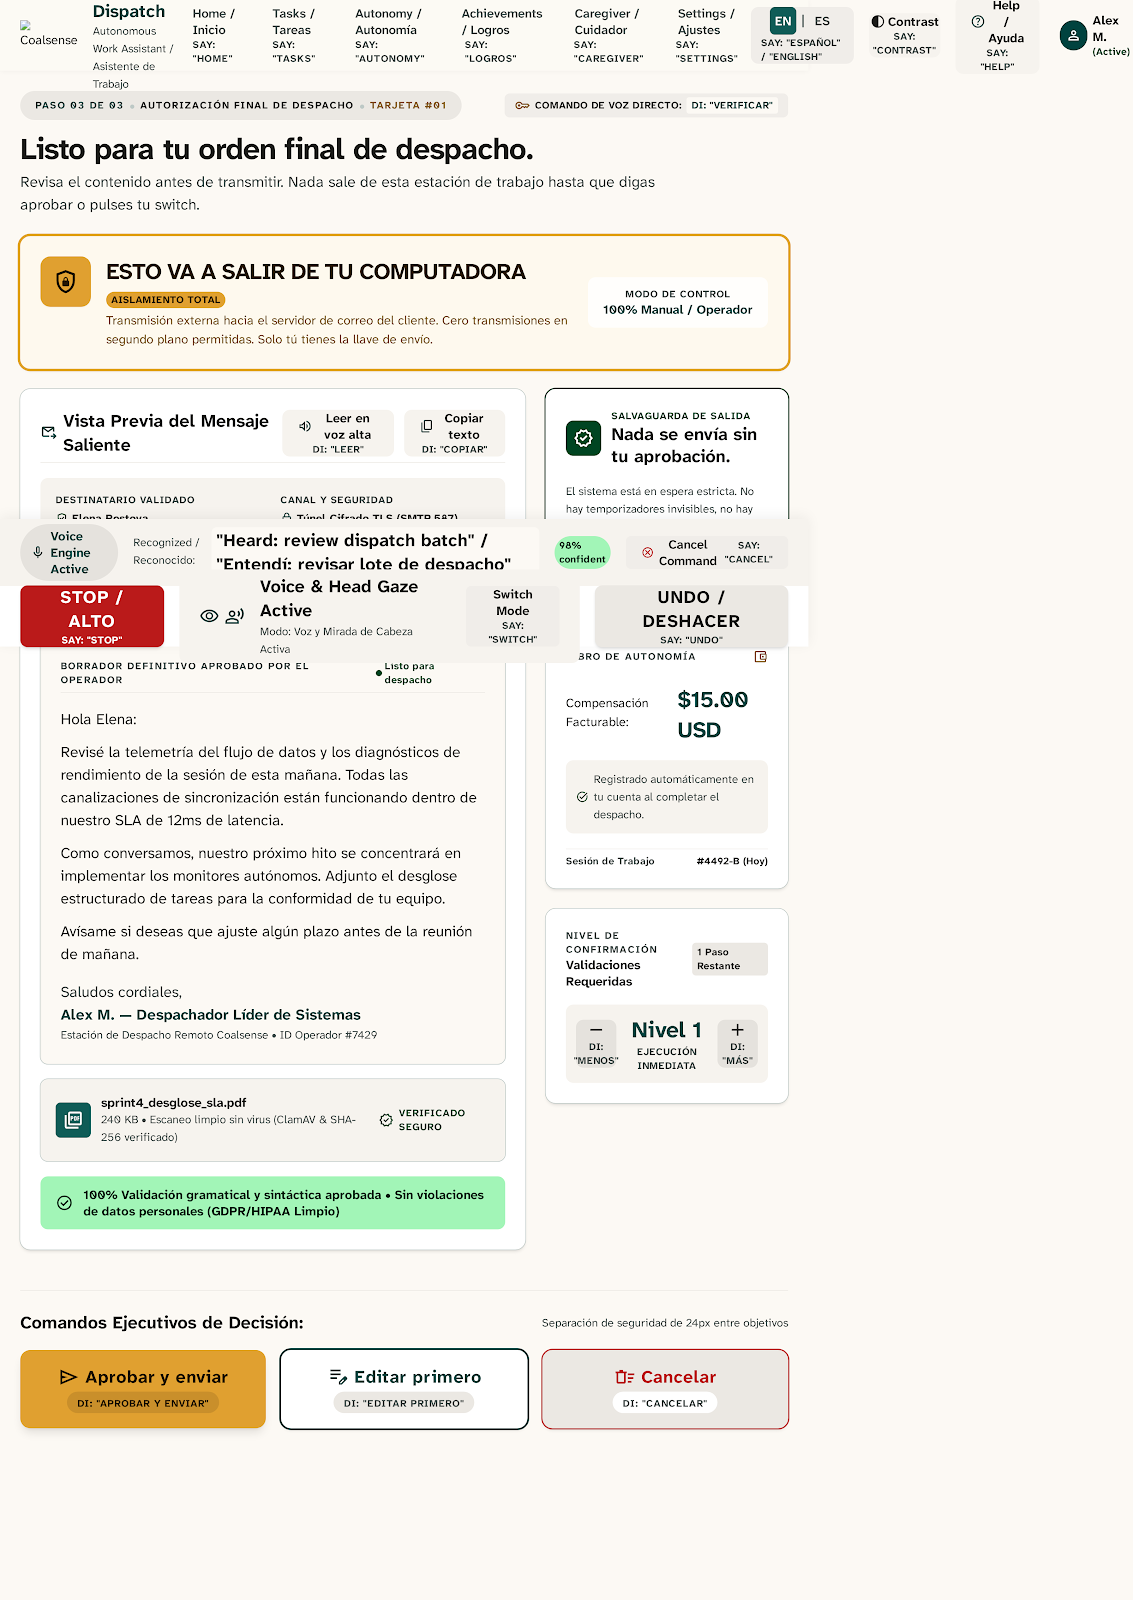 Coalsense
Dispatch
Autonomous
Work Assistant /
Asistente de
Trabajo
Home /
Inicio
SAY:
"HOME"
Tasks /
Tareas
SAY:
"TASKS"
Autonomy /
Autonomía
SAY:
"AUTONOMY"
Achievements
/ Logros
SAY:
"LOGROS"
Caregiver /
Cuidador
SAY:
"CAREGIVER"
Settings /
Ajustes
SAY:
"SETTINGS"
EN | ES
SAY: "ESPAÑOL"
/ "ENGLISH"
Contrast
SAY:
"CONTRAST"
Help
/
Ayuda
SAY:
"HELP"
Alex
M.
(Active)
PASO 03 DE 03 • AUTORIZACIÓN FINAL DE DESPACHO • TARJETA #01
COMANDO DE VOZ DIRECTO: DI: "VERIFICAR"
Listo para tu orden final de despacho.
Revisa el contenido antes de transmitir. Nada sale de esta estación de trabajo hasta que digas
aprobar o pulses tu switch.
ESTO VA A SALIR DE TU COMPUTADORA
AISLAMIENTO TOTAL
Transmisión externa hacia el servidor de correo del cliente. Cero transmisiones en
segundo plano permitidas. Solo tú tienes la llave de envío.
MODO DE CONTROL
100% Manual / Operador
Vista Previa del Mensaje
Saliente
Leer en
voz alta
DI: "LEER"
Copiar
texto
DI: "COPIAR"
DESTINATARIO VALIDADO
Elena Rostova
CANAL Y SEGURIDAD
Túnel Cifrado TLS (SMTP 587)
SALVAGUARDA DE SALIDA
Nada se envía sin
tu aprobación.
El sistema está en espera estricta. No
hay temporizadores invisibles, no hay
Voice
Engine
Active
Recognized /
Reconocido:
"Heard: review dispatch batch" /
"Entendí: revisar lote de despacho"
98%
confident
Cancel
Command
SAY:
"CANCEL"
STOP /
ALTO
SAY: "STOP"
Voice & Head Gaze
Active
Modo: Voz y Mirada de Cabeza
Activa
Switch
Mode
SAY:
"SWITCH"
UNDO /
DESHACER
SAY: "UNDO"
BORRADOR DEFINITIVO APROBADO POR EL
OPERADOR
Listo para
despacho
Hola Elena:
Revisé la telemetría del flujo de datos y los diagnósticos de
rendimiento de la sesión de esta mañana. Todas las
canalizaciones de sincronización están funcionando dentro de
nuestro SLA de 12ms de latencia.
Como conversamos, nuestro próximo hito se concentrará en
implementar los monitores autónomos. Adjunto el desglose
estructurado de tareas para la conformidad de tu equipo.
Avísame si deseas que ajuste algún plazo antes de la reunión
de mañana.
Saludos cordiales,
Alex M. — Despachador Líder de Sistemas
Estación de Despacho Remoto Coalsense • ID Operador #7429
PDF
sprint4_desglose_sla.pdf
240 KB • Escaneo limpio sin virus (ClamAV & SHA-
256 verificado)
VERIFICADO
SEGURO
100% Validación gramatical y sintáctica aprobada • Sin violaciones
de datos personales (GDPR/HIPAA Limpio)
BRO DE AUTONOMÍA
Compensación
Facturable:
$15.00
USD
Registrado automáticamente en
tu cuenta al completar el
despacho.
Sesión de Trabajo
#4492-B (Hoy)
NIVEL DE
CONFIRMACIÓN
Validaciones
Requeridas
1 Paso
Restante
−
DI:
"MENOS"
Nivel 1
EJECUCIÓN
INMEDIATA
+
DI:
"MÁS"
Comandos Ejecutivos de Decisión:
Separación de seguridad de 24px entre objetivos
Aprobar y enviar
DI: "APROBAR Y ENVIAR"
Editar primero
DI: "EDITAR PRIMERO"
Cancelar
DI: "CANCELAR"